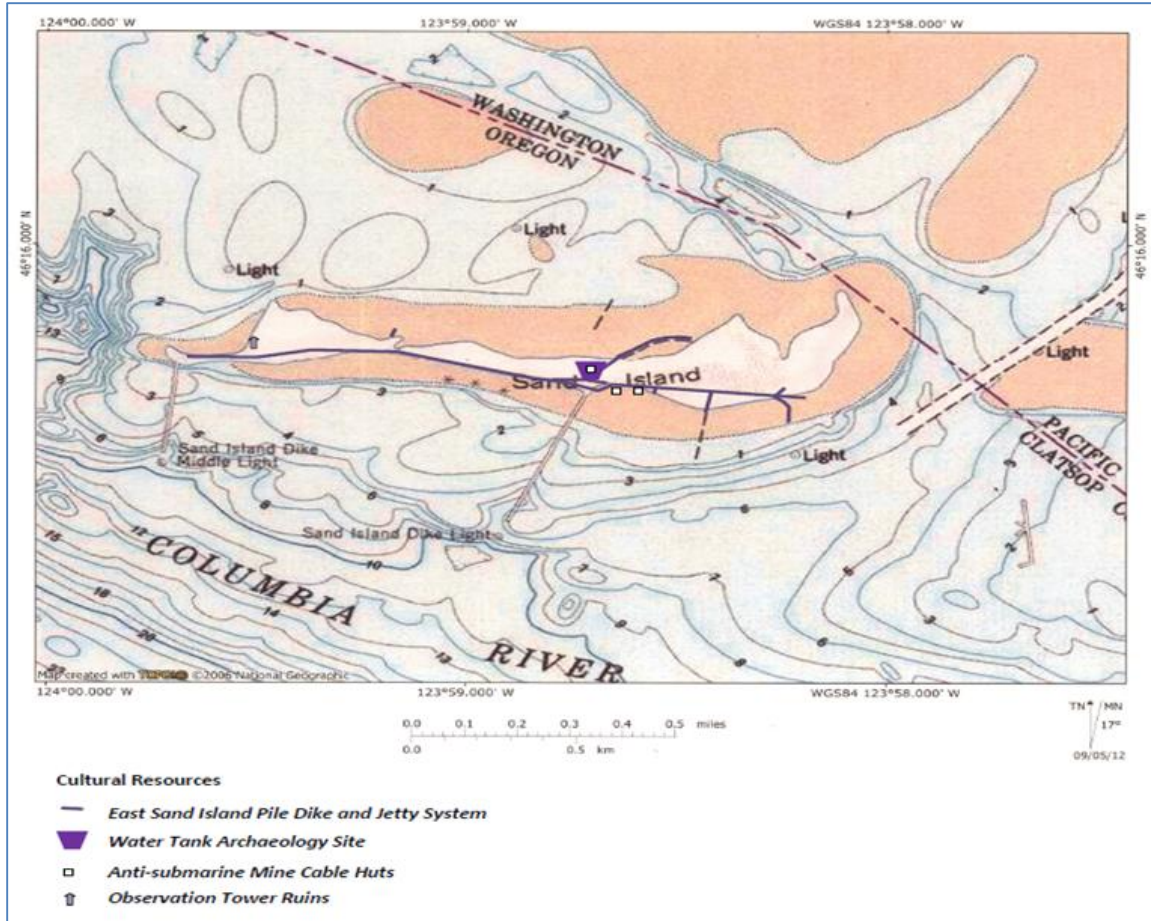 124°00.000' W 123°59.000' W WGS84 123°58.000' W
WASHINGTON
OREGON
46°16.000' N
46°16.000' N
Light
Light
Sand Island
Light
Light
PACIFIC
CLATSOP
Sand Island Dike
Middle Light
Sand Island Dike Light
COLUMBIA
RIVER
Map created with ©2006 National Geographic
124°00.000' W 123°59.000' W WGS84 123°58.000' W
TN MN
17°
09/05/12
0.0 0.1 0.2 0.3 0.4 0.5 miles
0.0 0.5 km
Cultural Resources
East Sand Island Pile Dike and Jetty System
Water Tank Archaeology Site
Anti-submarine Mine Cable Huts
Observation Tower Ruins